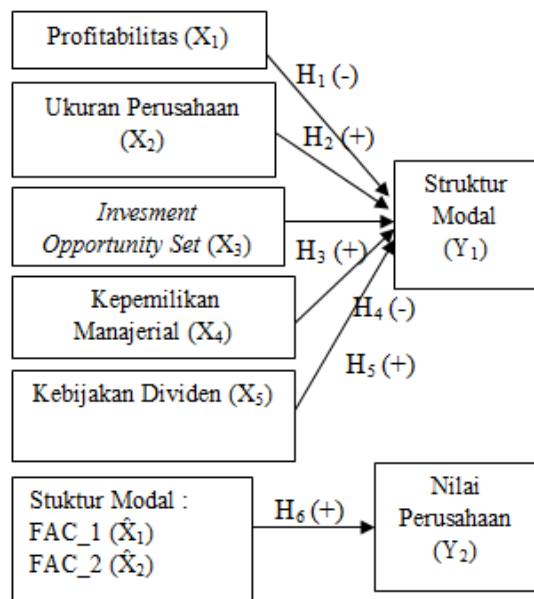 Profitabilitas (X₁)
H₁ (-)
Ukuran Perusahaan
(X₂)
H₂ (+)
Struktur
Modal
(Y₁)
Invesment
Opportunity Set (X₃)
H₃ (+)
Kepemilikan
Manajerial (X₄)
H₄ (-)
H₅ (+)
Kebijakan Dividen (X₅)
Stuktur Modal :
FAC_1 (X̂₁)
FAC_2 (X̂₂)
H₆ (+)
Nilai
Perusahaan
(Y₂)